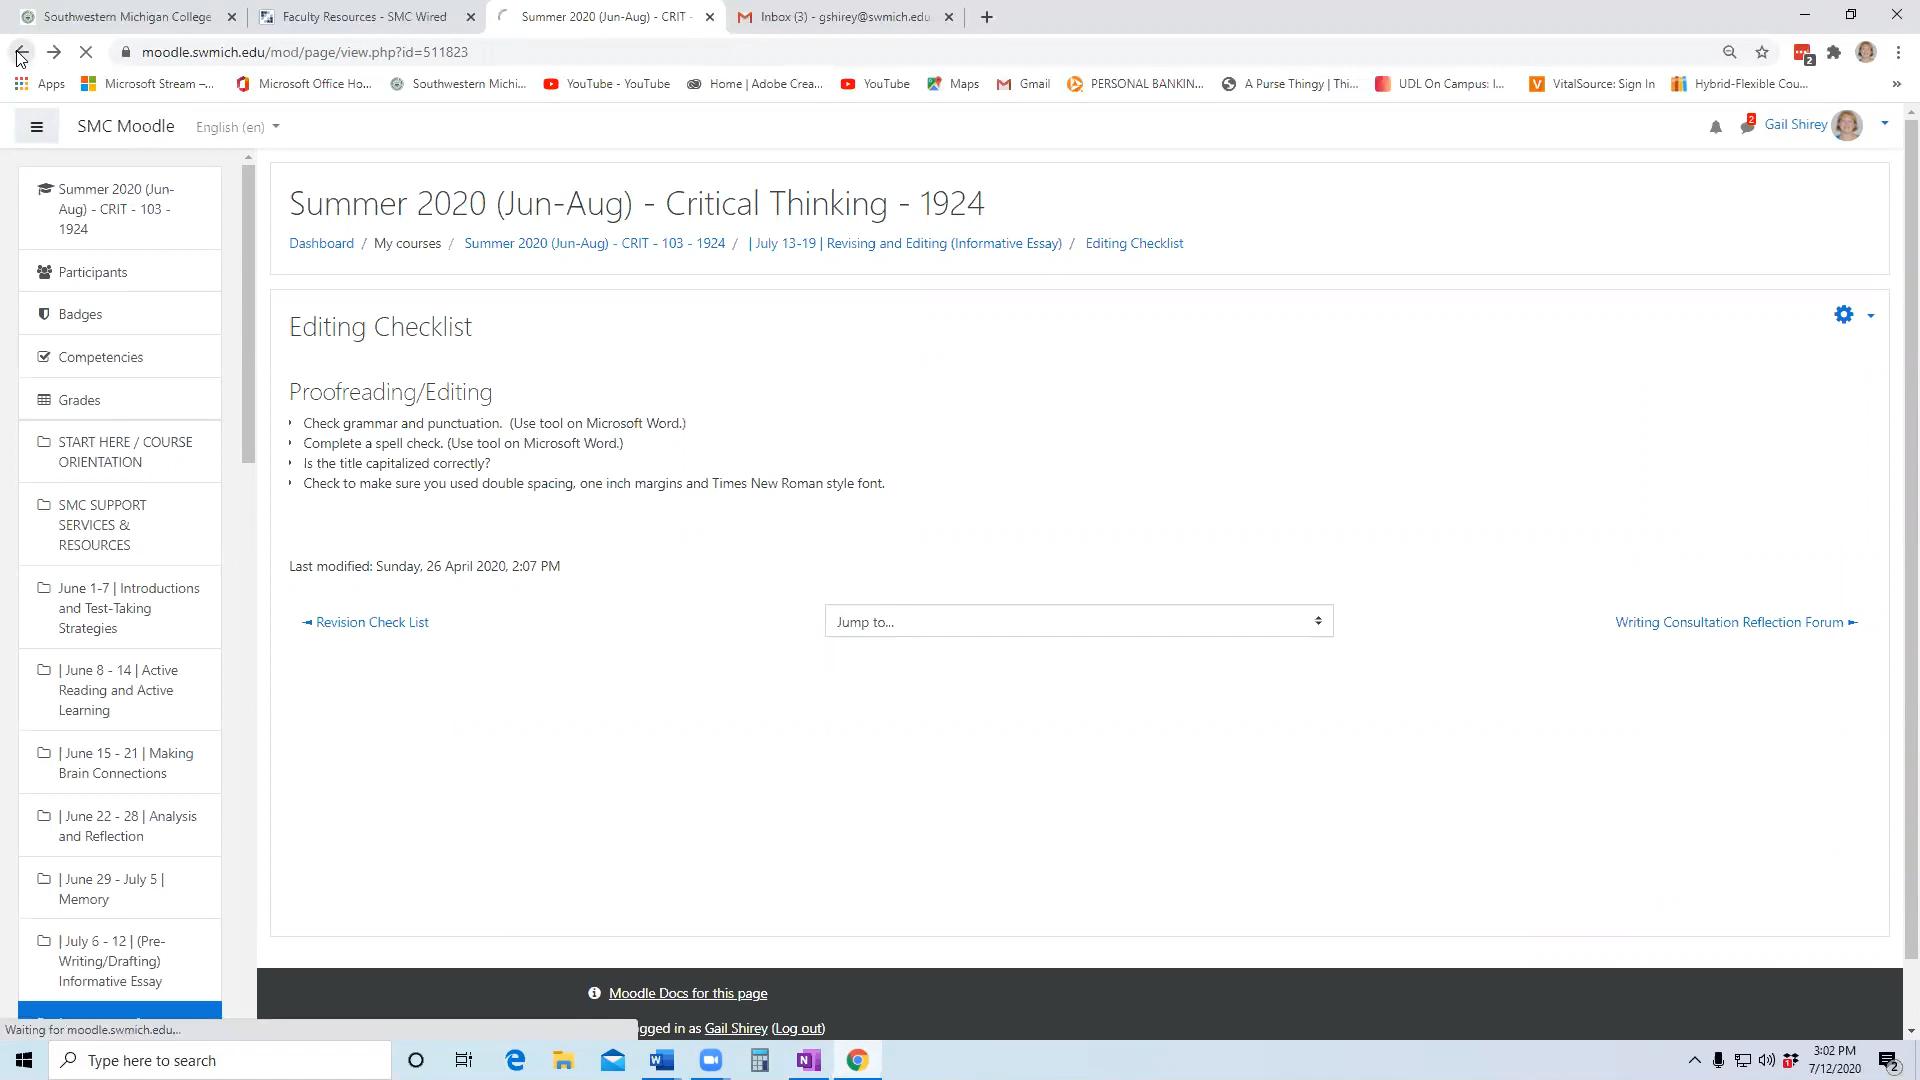 Southwestern Michigan College
Faculty Resources - SMC Wired
Summer 2020 (Jun-Aug) - CRIT -
Inbox (3) - gshirey@swmich.edu
moodle.swmich.edu/mod/page/view.php?id=511823
2
Apps
Microsoft Stream –...
Microsoft Office Ho...
Southwestern Michi...
YouTube - YouTube
Home | Adobe Crea...
YouTube
Maps
Gmail
PERSONAL BANKIN...
A Purse Thingy | Thi...
UDL On Campus: I...
VitalSource: Sign In
Hybrid-Flexible Cou...
»
SMC Moodle
English (en)
2
Gail Shirey
Summer 2020 (Jun-
Aug) - CRIT - 103 -
1924
Participants
Badges
Competencies
Grades
START HERE / COURSE
ORIENTATION
SMC SUPPORT
SERVICES &
RESOURCES
June 1-7 | Introductions
and Test-Taking
Strategies
| June 8 - 14 | Active
Reading and Active
Learning
| June 15 - 21 | Making
Brain Connections
| June 22 - 28 | Analysis
and Reflection
| June 29 - July 5 |
Memory
| July 6 - 12 | (Pre-
Writing/Drafting)
Informative Essay
Summer 2020 (Jun-Aug) - Critical Thinking - 1924
Dashboard / My courses / Summer 2020 (Jun-Aug) - CRIT - 103 - 1924 / | July 13-19 | Revising and Editing (Informative Essay) / Editing Checklist
Editing Checklist
Proofreading/Editing
Check grammar and punctuation. (Use tool on Microsoft Word.)
Complete a spell check. (Use tool on Microsoft Word.)
Is the title capitalized correctly?
Check to make sure you used double spacing, one inch margins and Times New Roman style font.
Last modified: Sunday, 26 April 2020, 2:07 PM
◄ Revision Check List
Jump to...
Writing Consultation Reflection Forum ►
Moodle Docs for this page
gged in as Gail Shirey (Log out)
Waiting for moodle.swmich.edu...
Type here to search
3:02 PM
7/12/2020
2